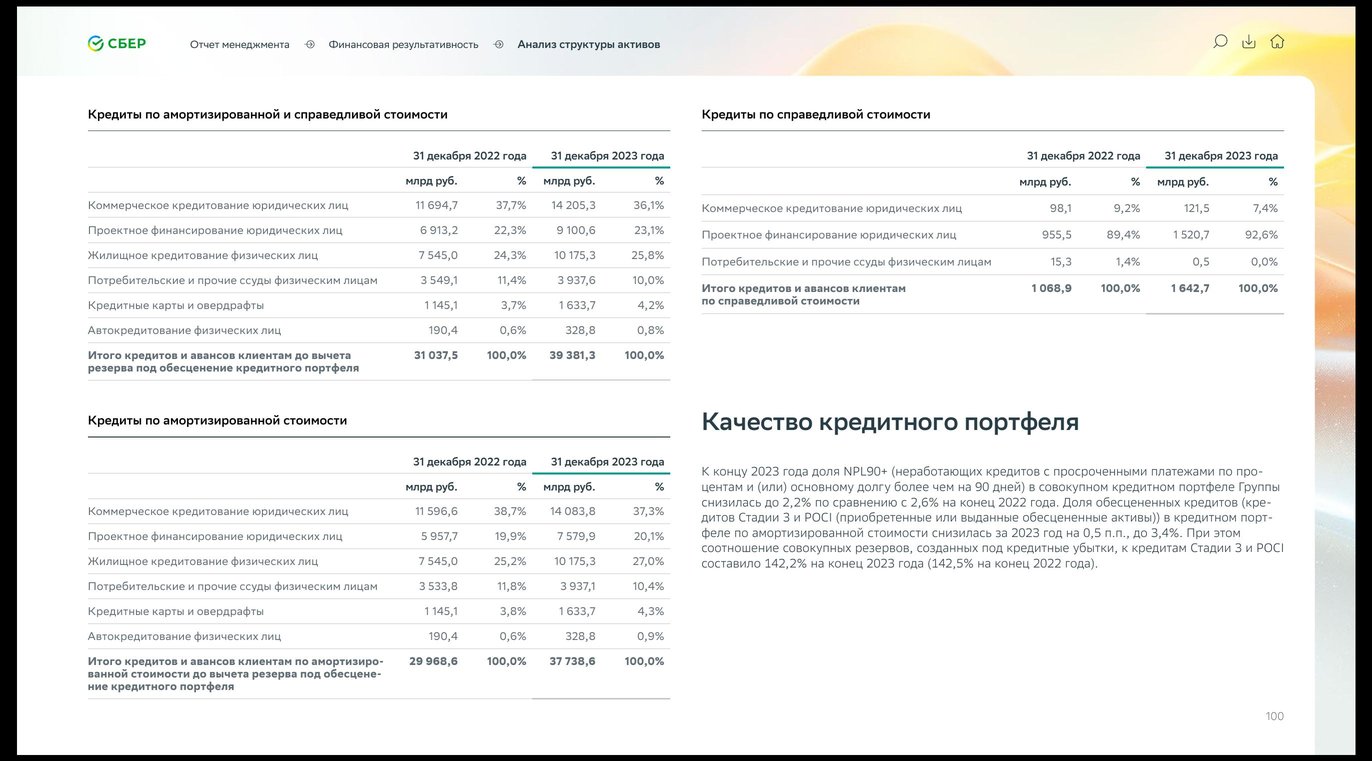 СБЕР
Отчет менеджмента Финансовая результативность Анализ структуры активов
Кредиты по амортизированной и справедливой стоимости
31 декабря 2022 года 31 декабря 2023 года
млрд руб. % млрд руб. %
Коммерческое кредитование юридических лиц 11 694,7 37,7% 14 205,3 36,1%
Проектное финансирование юридических лиц 6 913,2 22,3% 9 100,6 23,1%
Жилищное кредитование физических лиц 7 545,0 24,3% 10 175,3 25,8%
Потребительские и прочие ссуды физическим лицам 3 549,1 11,4% 3 937,6 10,0%
Кредитные карты и овердрафты 1 145,1 3,7% 1 633,7 4,2%
Автокредитование физических лиц 190,4 0,6% 328,8 0,8%
Итого кредитов и авансов клиентам до вычета 31 037,5 100,0% 39 381,3 100,0%
резерва под обесценение кредитного портфеля
Кредиты по амортизированной стоимости
31 декабря 2022 года 31 декабря 2023 года
млрд руб. % млрд руб. %
Коммерческое кредитование юридических лиц 11 596,6 38,7% 14 083,8 37,3%
Проектное финансирование юридических лиц 5 957,7 19,9% 7 579,9 20,1%
Жилищное кредитование физических лиц 7 545,0 25,2% 10 175,3 27,0%
Потребительские и прочие ссуды физическим лицам 3 533,8 11,8% 3 937,1 10,4%
Кредитные карты и овердрафты 1 145,1 3,8% 1 633,7 4,3%
Автокредитование физических лиц 190,4 0,6% 328,8 0,9%
Итого кредитов и авансов клиентам по амортизиро- 29 968,6 100,0% 37 738,6 100,0%
ванной стоимости до вычета резерва под обесцене-
ние кредитного портфеля
Кредиты по справедливой стоимости
31 декабря 2022 года 31 декабря 2023 года
млрд руб. % млрд руб. %
Коммерческое кредитование юридических лиц 98,1 9,2% 121,5 7,4%
Проектное финансирование юридических лиц 955,5 89,4% 1 520,7 92,6%
Потребительские и прочие ссуды физическим лицам 15,3 1,4% 0,5 0,0%
Итого кредитов и авансов клиентам 1 068,9 100,0% 1 642,7 100,0%
по справедливой стоимости
Качество кредитного портфеля
К концу 2023 года доля NPL90+ (неработающих кредитов с просроченными платежами по про-
центам и (или) основному долгу более чем на 90 дней) в совокупном кредитном портфеле Группы
снизилась до 2,2% по сравнению с 2,6% на конец 2022 года. Доля обесцененных кредитов (кре-
дитов Стадии 3 и POCI (приобретенные или выданные обесцененные активы)) в кредитном порт-
феле по амортизированной стоимости снизилась за 2023 год на 0,5 п.п., до 3,4%. При этом
соотношение совокупных резервов, созданных под кредитные убытки, к кредитам Стадии 3 и POCI
составило 142,2% на конец 2023 года (142,5% на конец 2022 года).
100